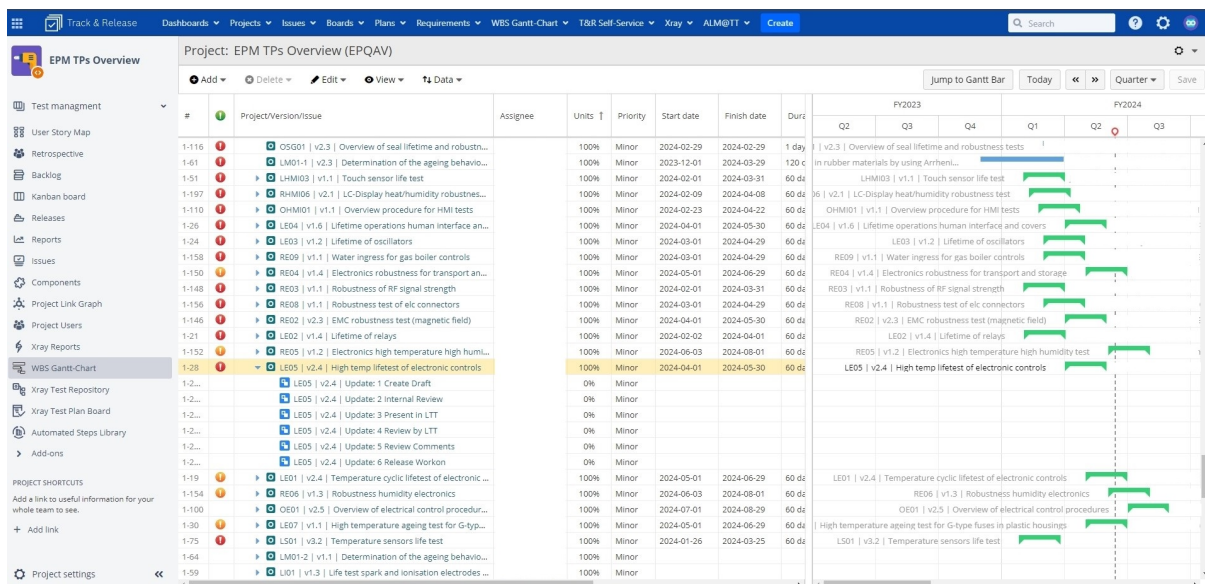 Track & Release Dashboards Projects Issues Boards Plans Requirements WBS Gantt-Chart T&R Self-Service Xray ALM@TT Create Search
EPM TPs Overview
Project: EPM TPs Overview (EPQAV)
Add Delete Edit View Data Jump to Gantt Bar Today « » Quarter Save
Test managment
User Story Map
Retrospective
Backlog
Kanban board
Releases
Reports
Issues
Components
Project Link Graph
Project Users
Xray Reports
WBS Gantt-Chart
Xray Test Repository
Xray Test Plan Board
Automated Steps Library
Add-ons
PROJECT SHORTCUTS
Add a link to useful information for your
whole team to see.
+ Add link
Project settings «
FY2023 FY2024
# Project/Version/Issue Assignee Units Priority Start date Finish date Dura Q2 Q3 Q4 Q1 Q2 Q3
1-116 OSG01 | v2.3 | Overview of seal lifetime and robustn... 100% Minor 2024-02-29 2024-02-29 1 day | v2.3 | Overview of seal lifetime and robustness tests
1-61 LM01-1 | v2.3 | Determination of the ageing behavio... 100% Minor 2023-12-01 2024-03-29 120 in rubber materials by using Arrheni...
1-51 LHMI03 | v1.1 | Touch sensor life test 100% Minor 2024-02-01 2024-03-31 60 da LHMI03 | v1.1 | Touch sensor life test
1-197 RHMI06 | v2.1 | LC-Display heat/humidity robustnes... 100% Minor 2024-02-09 2024-04-08 60 da 06 | v2.1 | LC-Display heat/humidity robustness test
1-110 OHMI01 | v1.1 | Overview procedure for HMI tests 100% Minor 2024-02-23 2024-04-22 60 da OHMI01 | v1.1 | Overview procedure for HMI tests
1-26 LE04 | v1.6 | Lifetime operations human interface an... 100% Minor 2024-04-01 2024-05-30 60 da LE04 | v1.6 | Lifetime operations human interface and covers
1-24 LE03 | v1.2 | Lifetime of oscillators 100% Minor 2024-03-01 2024-04-29 60 da LE03 | v1.2 | Lifetime of oscillators
1-158 RE09 | v1.1 | Water ingress for gas boiler controls 100% Minor 2024-03-01 2024-04-29 60 da RE09 | v1.1 | Water ingress for gas boiler controls
1-150 RE04 | v1.4 | Electronics robustness for transport an... 100% Minor 2024-05-01 2024-06-29 60 da RE04 | v1.4 | Electronics robustness for transport and storage
1-148 RE03 | v1.1 | Robustness of RF signal strength 100% Minor 2024-02-01 2024-03-31 60 da RE03 | v1.1 | Robustness of RF signal strength
1-156 RE08 | v1.1 | Robustness test of elc connectors 100% Minor 2024-03-01 2024-04-29 60 da RE08 | v1.1 | Robustness test of elc connectors
1-146 RE02 | v2.3 | EMC robustness test (magnetic field) 100% Minor 2024-04-01 2024-05-30 60 da RE02 | v2.3 | EMC robustness test (magnetic field)
1-21 LE02 | v1.4 | Lifetime of relays 100% Minor 2024-02-02 2024-04-01 60 da LE02 | v1.4 | Lifetime of relays
1-152 RE05 | v1.2 | Electronics high temperature high humi... 100% Minor 2024-06-03 2024-08-01 60 da RE05 | v1.2 | Electronics high temperature high humidity test
1-28 LE05 | v2.4 | High temp lifetest of electronic controls 100% Minor 2024-04-01 2024-05-30 60 da LE05 | v2.4 | High temp lifetest of electronic controls
1-2... LE05 | v2.4 | Update: 1 Create Draft 0% Minor
1-2... LE05 | v2.4 | Update: 2 Internal Review 0% Minor
1-2... LE05 | v2.4 | Update: 3 Present in LTT 0% Minor
1-2... LE05 | v2.4 | Update: 4 Review by LTT 0% Minor
1-2... LE05 | v2.4 | Update: 5 Review Comments 0% Minor
1-2... LE05 | v2.4 | Update: 6 Release Workon 0% Minor
1-19 LE01 | v2.4 | Temperature cyclic lifetest of electronic ... 100% Minor 2024-05-01 2024-06-29 60 da LE01 | v2.4 | Temperature cyclic lifetest of electronic controls
1-154 RE06 | v1.3 | Robustness humidity electronics 100% Minor 2024-06-03 2024-08-01 60 da RE06 | v1.3 | Robustness humidity electronics
1-100 OE01 | v2.5 | Overview of electrical control procedur... 100% Minor 2024-07-01 2024-08-29 60 da OE01 | v2.5 | Overview of electrical control procedures
1-30 LE07 | v1.1 | High temperature ageing test for G-typ... 100% Minor 2024-05-01 2024-06-29 60 da | High temperature ageing test for G-type fuses in plastic housings
1-75 LS01 | v3.2 | Temperature sensors life test 100% Minor 2024-01-26 2024-03-25 60 da LS01 | v3.2 | Temperature sensors life test
1-64 LM01-2 | v1.1 | Determination of the ageing behavio... 100% Minor
1-59 LI01 | v1.3 | Life test spark and ionisation electrodes ... 100% Minor